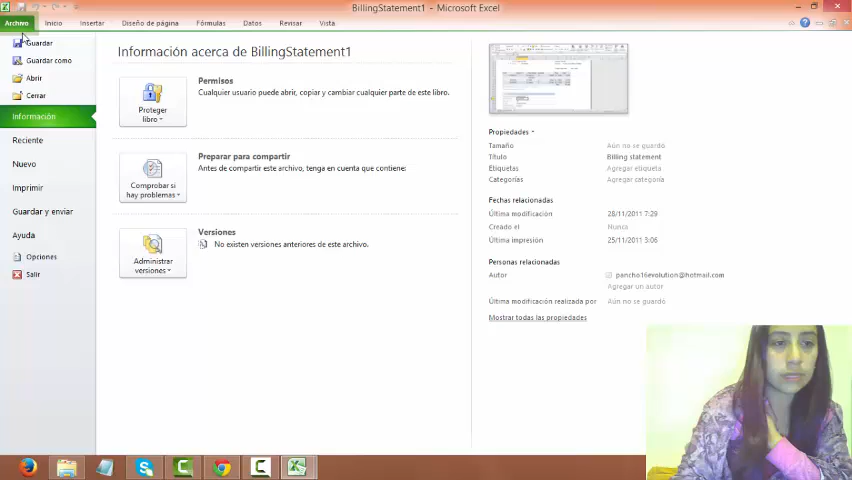 BillingStatement1 - Microsoft Excel
Archivo Inicio Insertar Diseño de página Fórmulas Datos Revisar Vista
Guardar
Guardar como
Abrir
Cerrar
Información
Reciente
Nuevo
Imprimir
Guardar y enviar
Ayuda
Opciones
Salir
Información acerca de BillingStatement1
Proteger
libro
Permisos
Cualquier usuario puede abrir, copiar y cambiar cualquier parte de este libro.
Comprobar si
hay problemas
Preparar para compartir
Antes de compartir este archivo, tenga en cuenta que contiene:
Administrar
versiones
Versiones
No existen versiones anteriores de este archivo.
Propiedades
Tamaño Aún no se guardó
Título Billing statement
Etiquetas Agregar etiqueta
Categorías Agregar categoría
Fechas relacionadas
Última modificación 28/11/2011 7:29
Creado el Nunca
Última impresión 25/11/2011 3:06
Personas relacionadas
Autor pancho16evolution@hotmail.com
Agregar un autor
Última modificación realizada por Aún no se guardó
Mostrar todas las propiedades